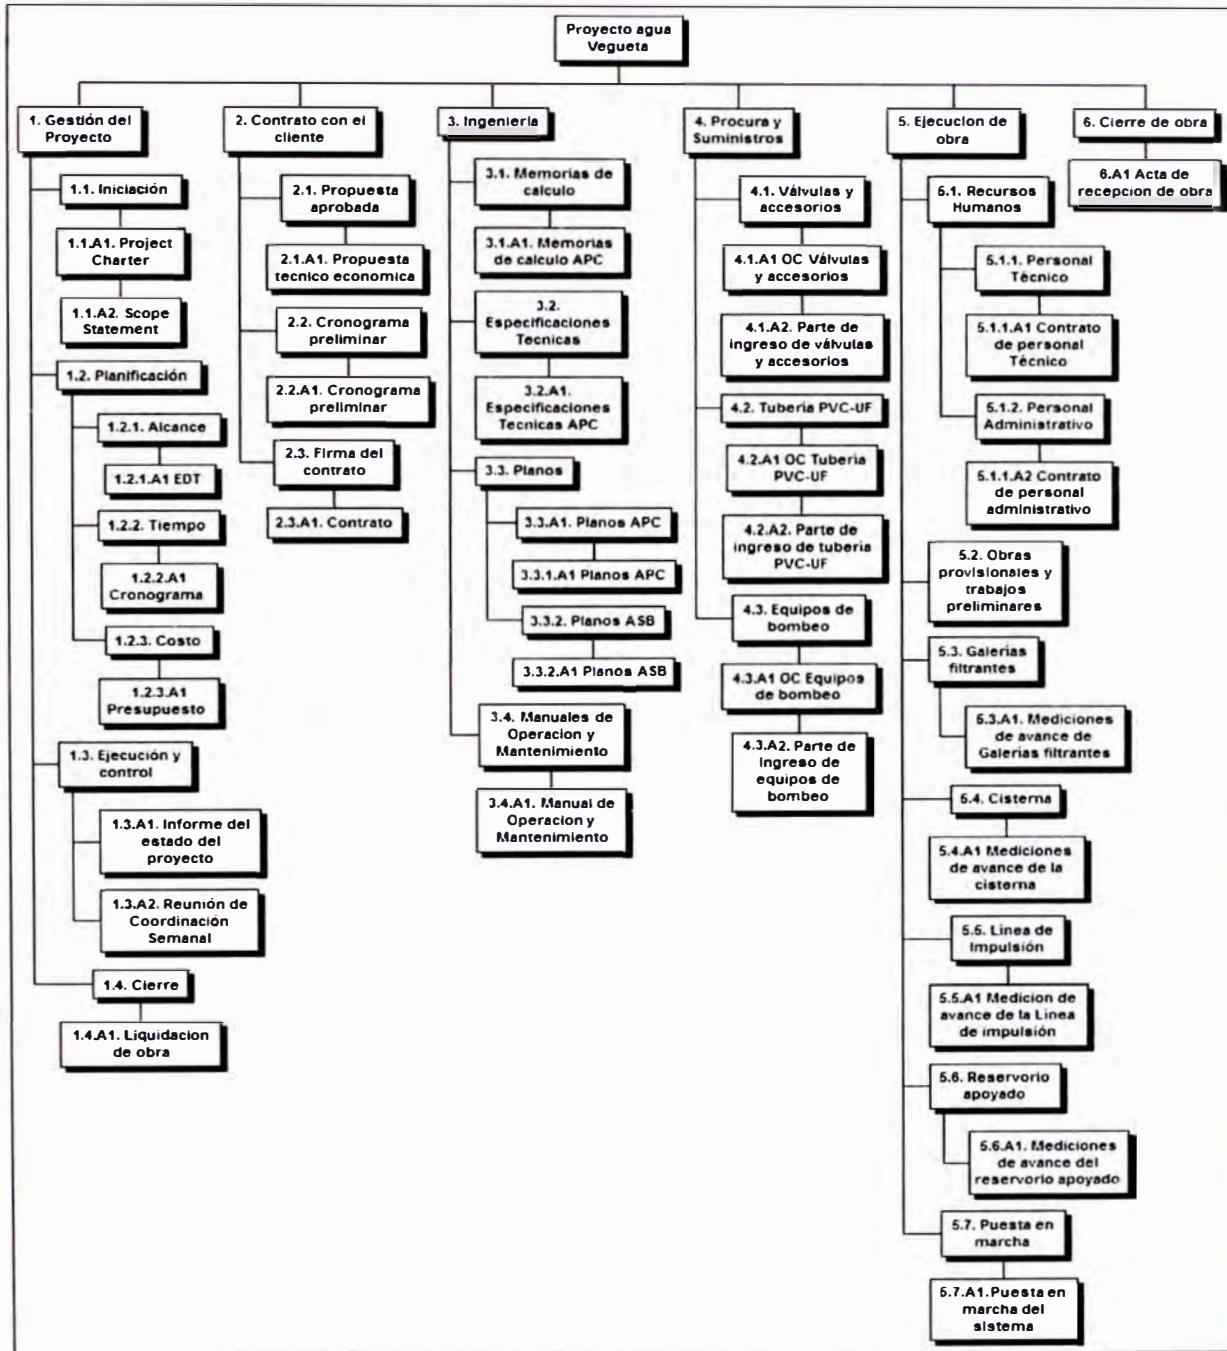 Proyecto agua
Vegueta
1. Gestión del
Proyecto
1.1. Iniciación
1.1.A1. Project
Charter
1.1.A2. Scope
Statement
1.2. Planificación
1.2.1. Alcance
1.2.1.A1 EDT
1.2.2. Tiempo
1.2.2.A1
Cronograma
1.2.3. Costo
1.2.3.A1
Presupuesto
1.3. Ejecución y
control
1.3.A1. Informe del
estado del
proyecto
1.3.A2. Reunión de
Coordinación
Semanal
1.4. Cierre
1.4.A1. Liquidacion
de obra
2. Contrato con el
cliente
2.1. Propuesta
aprobada
2.1.A1. Propuesta
tecnico economica
2.2. Cronograma
preliminar
2.2.A1. Cronograma
preliminar
2.3. Firma del
contrato
2.3.A1. Contrato
3. Ingenieria
3.1. Memorias de
calculo
3.1.A1. Memorias
de calculo APC
3.2.
Especificaciones
Tecnicas
3.2.A1.
Especificaciones
Tecnicas APC
3.3. Planos
3.3.A1. Planos APC
3.3.1.A1 Planos APC
3.3.2. Planos ASB
3.3.2.A1 Planos ASB
3.4. Manuales de
Operacion y
Mantenimiento
3.4.A1. Manual de
Operacion y
Mantenimiento
4. Procura y
Suministros
4.1. Válvulas y
accesorios
4.1.A1 OC Válvulas
y accesorios
4.1.A2. Parte de
ingreso de válvulas
y accesorios
4.2. Tuberia PVC-UF
4.2.A1 OC Tuberia
PVC-UF
4.2.A2. Parte de
ingreso de tuberia
PVC-UF
4.3. Equipos de
bombeo
4.3.A1 OC Equipos
de bombeo
4.3.A2. Parte de
Ingreso de
equipos de
bombeo
5. Ejecucion de
obra
5.1. Recursos
Humanos
5.1.1. Personal
Técnico
5.1.1.A1 Contrato
de personal
Técnico
5.1.2. Personal
Administrativo
5.1.1.A2 Contrato
de personal
administrativo
5.2. Obras
provisionales y
trabajos
preliminares
5.3. Galerias
filtrantes
5.3.A1. Mediciones
de avance de
Galerias filtrantes
5.4. Cisterna
5.4.A1 Mediciones
de avance de la
cisterna
5.5. Linea de
Impulsión
5.5.A1 Medicion de
avance de la Linea
de impulsión
5.6. Reservorio
apoyado
5.6.A1. Mediciones
de avance del
reservorio apoyado
5.7. Puesta en
marcha
5.7.A1.Puesta en
marcha del
sistema
6. Cierre de obra
6.A1 Acta de
recepcion de obra